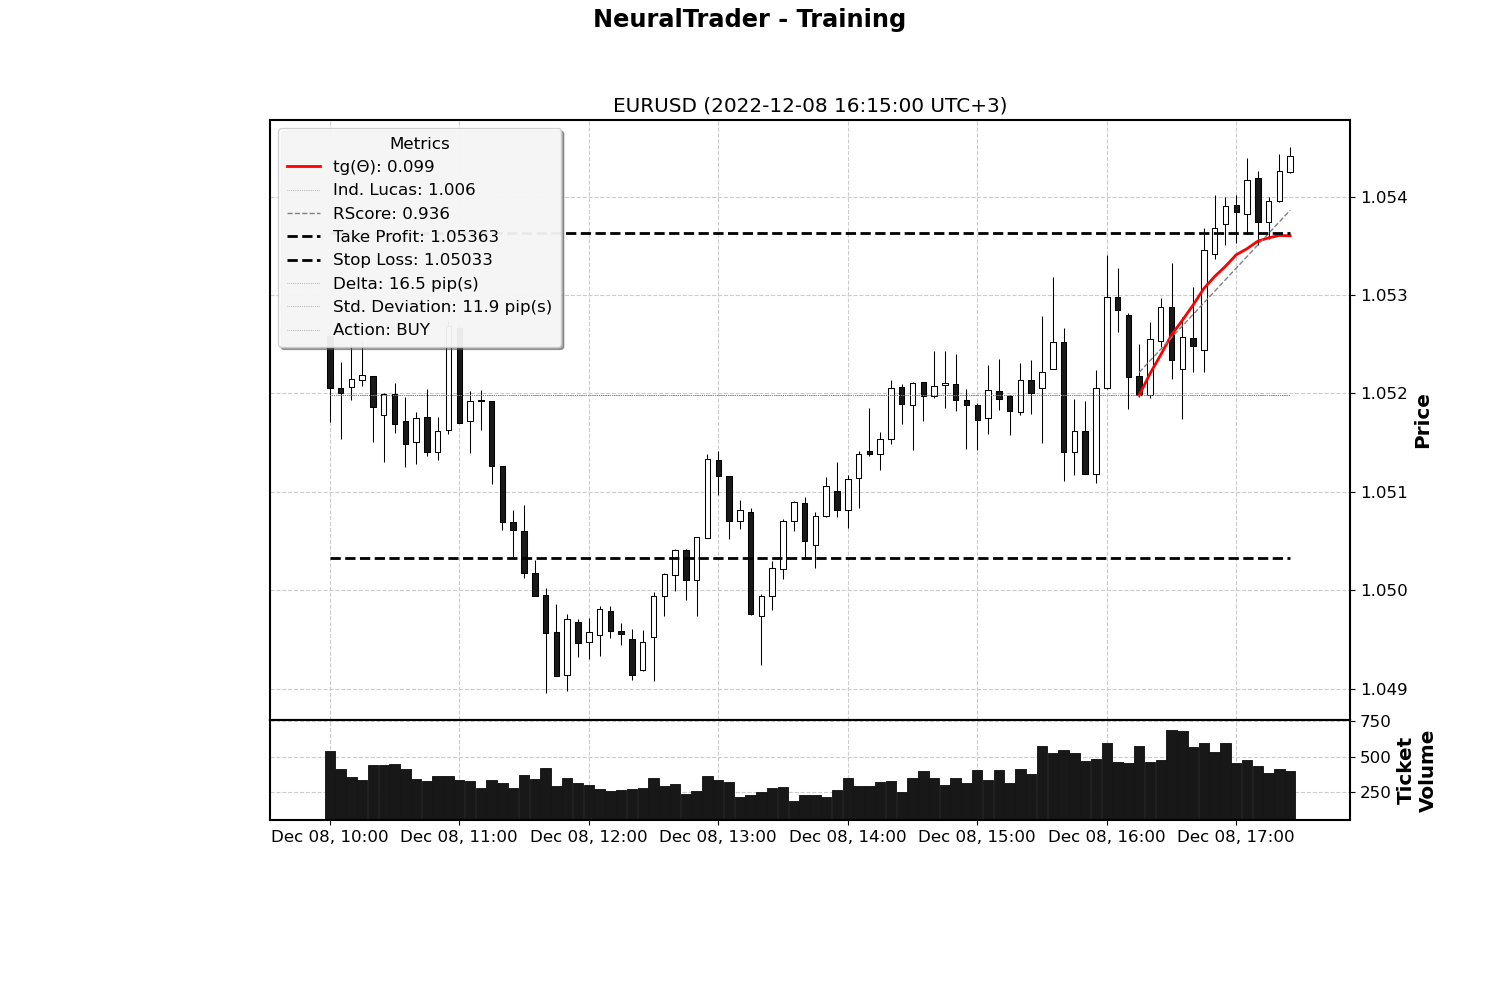 NeuralTrader - Training
EURUSD (2022-12-08 16:15:00 UTC+3)
Metrics
tg(Θ): 0.099
Ind. Lucas: 1.006
RScore: 0.936
Take Profit: 1.05363
Stop Loss: 1.05033
Delta: 16.5 pip(s)
Std. Deviation: 11.9 pip(s)
Action: BUY
1.054
1.053
1.052
1.051
1.050
1.049
Price
750
500
250
Ticket
Volume
Dec 08, 10:00 Dec 08, 11:00 Dec 08, 12:00 Dec 08, 13:00 Dec 08, 14:00 Dec 08, 15:00 Dec 08, 16:00 Dec 08, 17:00